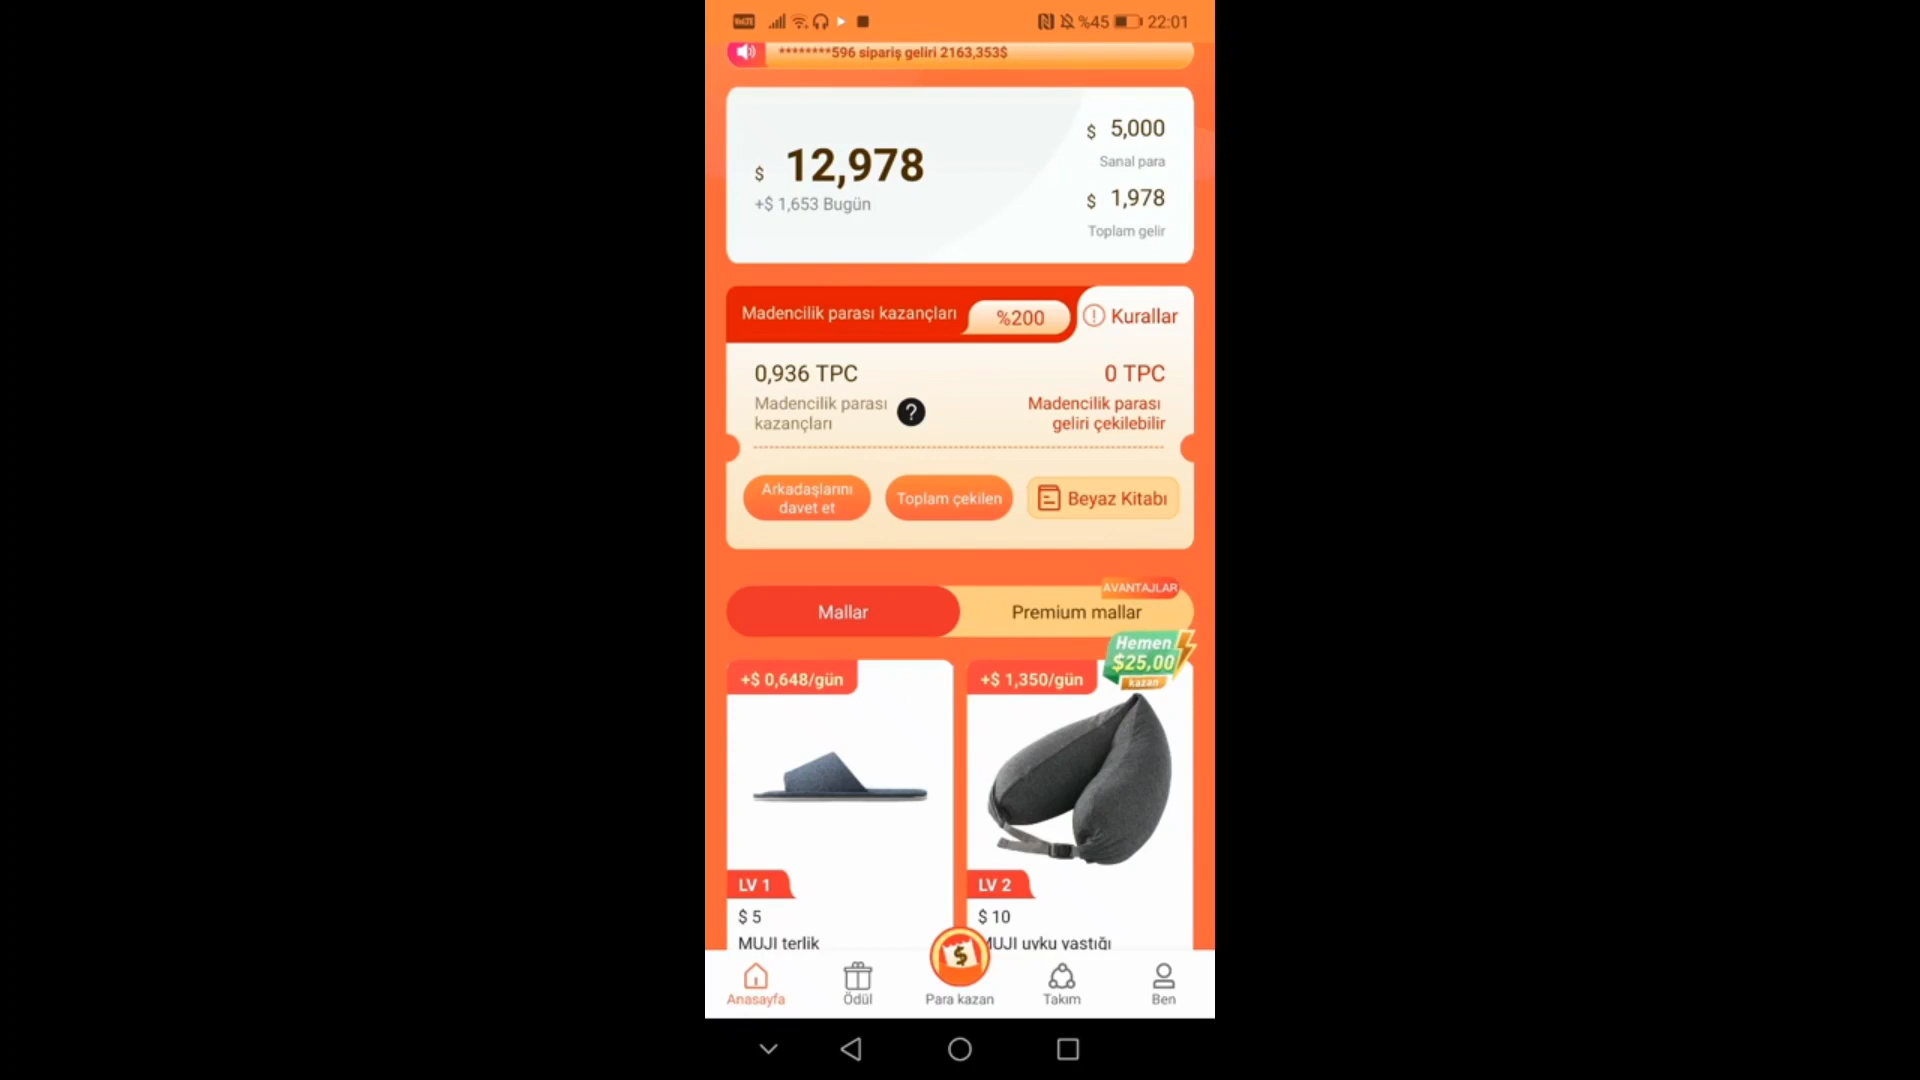 VoLTE %45 22:01
********596 sipariş geliri 2163,353$
$ 12,978
+$ 1,653 Bugün
$ 5,000
Sanal para
$ 1,978
Toplam gelir
Madencilik parası kazançları %200
Kurallar
0,936 TPC
Madencilik parası
kazançları
?
0 TPC
Madencilik parası
geliri çekilebilir
Arkadaşlarını
davet et
Toplam çekilen
Beyaz Kitabı
AVANTAJLAR
Mallar
Premium mallar
Hemen
$25,00
kazan
+$ 0,648/gün
+$ 1,350/gün
LV 1
LV 2
$ 5
$ 10
MUJI terlik
MUJI uyku yastığı
$
Anasayfa
Ödül
Para kazan
Takım
Ben